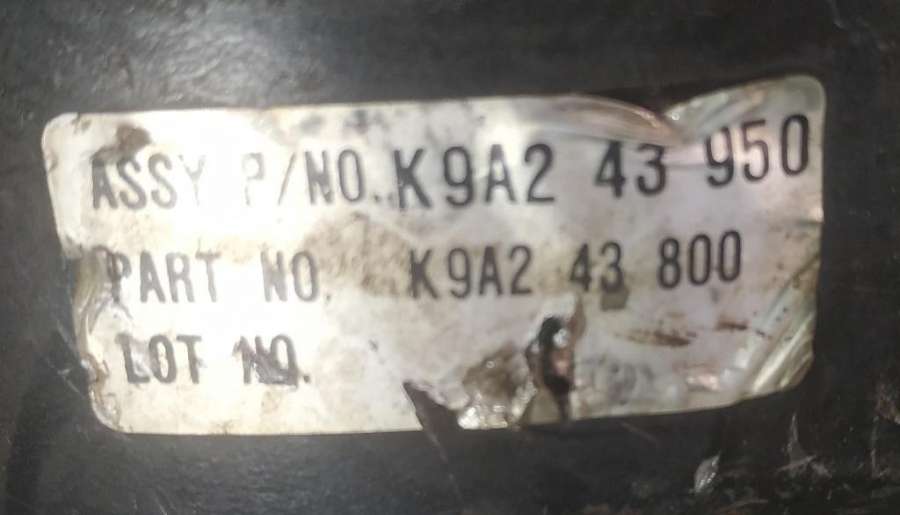 ASSY P/NO. K9A2 43 950
PART NO. K9A2 43 800
LOT NO.